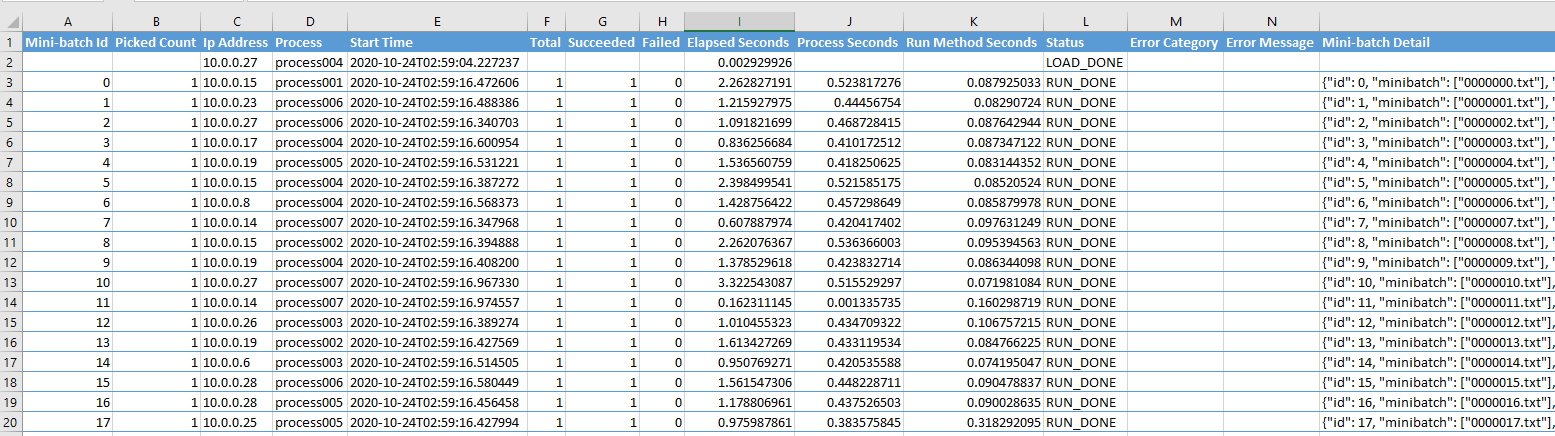 A B C D E F G H I J K L M N
1 Mini-batch Id Picked Count Ip Address Process Start Time Total Succeeded Failed Elapsed Seconds Process Seconds Run Method Seconds Status Error Category Error Message Mini-batch Detail
2 10.0.0.27 process004 2020-10-24T02:59:04.227237 0.002929926 LOAD_DONE
3 0 1 10.0.0.15 process001 2020-10-24T02:59:16.472606 1 1 0 2.262827191 0.523817276 0.087925033 RUN_DONE {"id": 0, "minibatch": ["0000000.txt"], "
4 1 1 10.0.0.23 process006 2020-10-24T02:59:16.488386 1 1 0 1.215927975 0.44456754 0.08290724 RUN_DONE {"id": 1, "minibatch": ["0000001.txt"], "
5 2 1 10.0.0.27 process006 2020-10-24T02:59:16.340703 1 1 0 1.091821699 0.468728415 0.087642944 RUN_DONE {"id": 2, "minibatch": ["0000002.txt"], "
6 3 1 10.0.0.17 process004 2020-10-24T02:59:16.600954 1 1 0 0.836256684 0.410172512 0.087347122 RUN_DONE {"id": 3, "minibatch": ["0000003.txt"], "
7 4 1 10.0.0.19 process005 2020-10-24T02:59:16.531221 1 1 0 1.536560759 0.418250625 0.083144352 RUN_DONE {"id": 4, "minibatch": ["0000004.txt"], "
8 5 1 10.0.0.15 process004 2020-10-24T02:59:16.387272 1 1 0 2.398499541 0.521585175 0.08520524 RUN_DONE {"id": 5, "minibatch": ["0000005.txt"], "
9 6 1 10.0.0.8 process004 2020-10-24T02:59:16.568373 1 1 0 1.428756422 0.457298649 0.085879978 RUN_DONE {"id": 6, "minibatch": ["0000006.txt"], "
10 7 1 10.0.0.14 process007 2020-10-24T02:59:16.347968 1 1 0 0.607887974 0.420417402 0.097631249 RUN_DONE {"id": 7, "minibatch": ["0000007.txt"], "
11 8 1 10.0.0.15 process002 2020-10-24T02:59:16.394888 1 1 0 2.262076367 0.536366003 0.095394563 RUN_DONE {"id": 8, "minibatch": ["0000008.txt"], "
12 9 1 10.0.0.19 process004 2020-10-24T02:59:16.408200 1 1 0 1.378529618 0.423832714 0.086344098 RUN_DONE {"id": 9, "minibatch": ["0000009.txt"], "
13 10 1 10.0.0.27 process007 2020-10-24T02:59:16.967330 1 1 0 3.322543087 0.515529297 0.071981084 RUN_DONE {"id": 10, "minibatch": ["0000010.txt"],
14 11 1 10.0.0.14 process007 2020-10-24T02:59:16.974557 1 1 0 0.162311145 0.001335735 0.160298719 RUN_DONE {"id": 11, "minibatch": ["0000011.txt"],
15 12 1 10.0.0.26 process003 2020-10-24T02:59:16.389274 1 1 0 1.010455323 0.434709322 0.106757215 RUN_DONE {"id": 12, "minibatch": ["0000012.txt"],
16 13 1 10.0.0.19 process002 2020-10-24T02:59:16.427569 1 1 0 1.613427269 0.433119534 0.084766225 RUN_DONE {"id": 13, "minibatch": ["0000013.txt"],
17 14 1 10.0.0.6 process003 2020-10-24T02:59:16.514505 1 1 0 0.950769271 0.420535588 0.074195047 RUN_DONE {"id": 14, "minibatch": ["0000014.txt"],
18 15 1 10.0.0.28 process006 2020-10-24T02:59:16.580449 1 1 0 1.561547306 0.448228711 0.090478837 RUN_DONE {"id": 15, "minibatch": ["0000015.txt"],
19 16 1 10.0.0.28 process005 2020-10-24T02:59:16.456458 1 1 0 1.178806961 0.437526503 0.090028635 RUN_DONE {"id": 16, "minibatch": ["0000016.txt"],
20 17 1 10.0.0.25 process005 2020-10-24T02:59:16.427994 1 1 0 0.975987861 0.383575845 0.318292095 RUN_DONE {"id": 17, "minibatch": ["0000017.txt"],